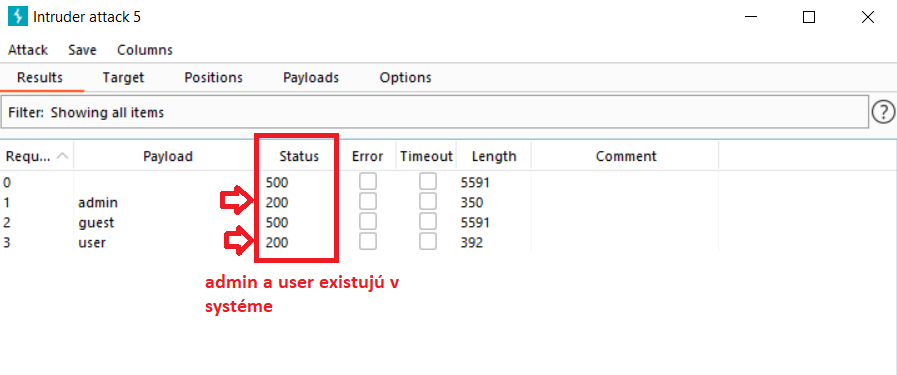 Intruder attack 5
Attack Save Columns
Results Target Positions Payloads Options
Filter: Showing all items ?
Requ... Payload Status Error Timeout Length Comment
0 500 5591
1 admin 200 350
2 guest 500 5591
3 user 200 392
admin a user existujú v
systéme